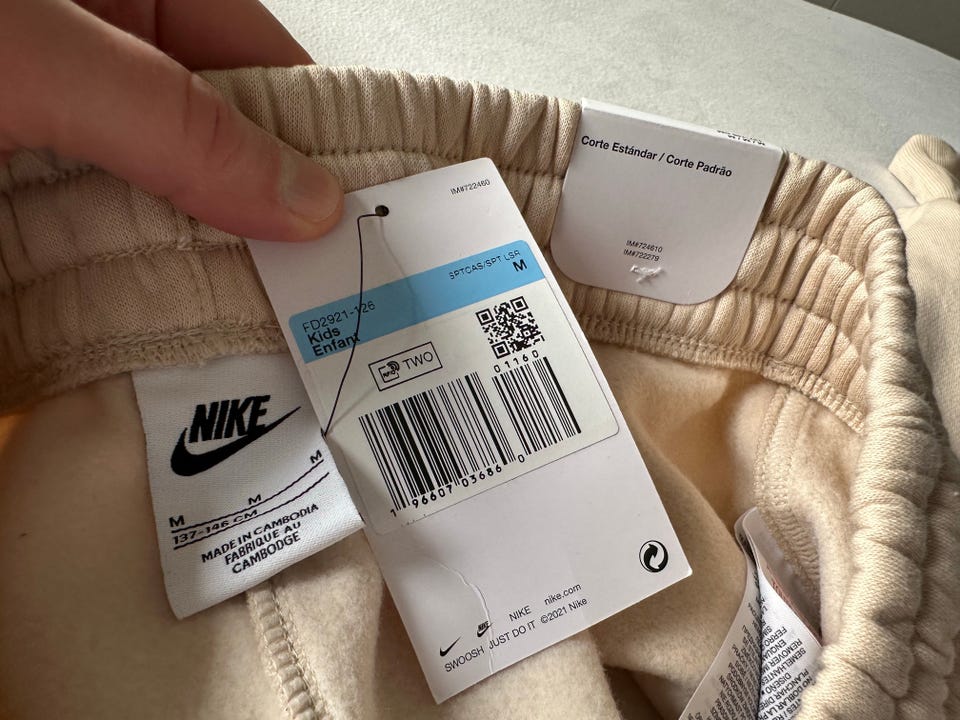 IM#722460
SPTCAS/SPT LSR
M
FD2921-126
Kids
Enfant
TWO
01160
1 96607 03686 0
NIKE nike.com
SWOOSH JUST DO IT ©2021 Nike
Corte Estándar / Corte Padrão
IM#724610
IM#722279
NIKE
M M M
137-146 CM
MADE IN CAMBODIA
FABRIQUE AU
CAMBODGE